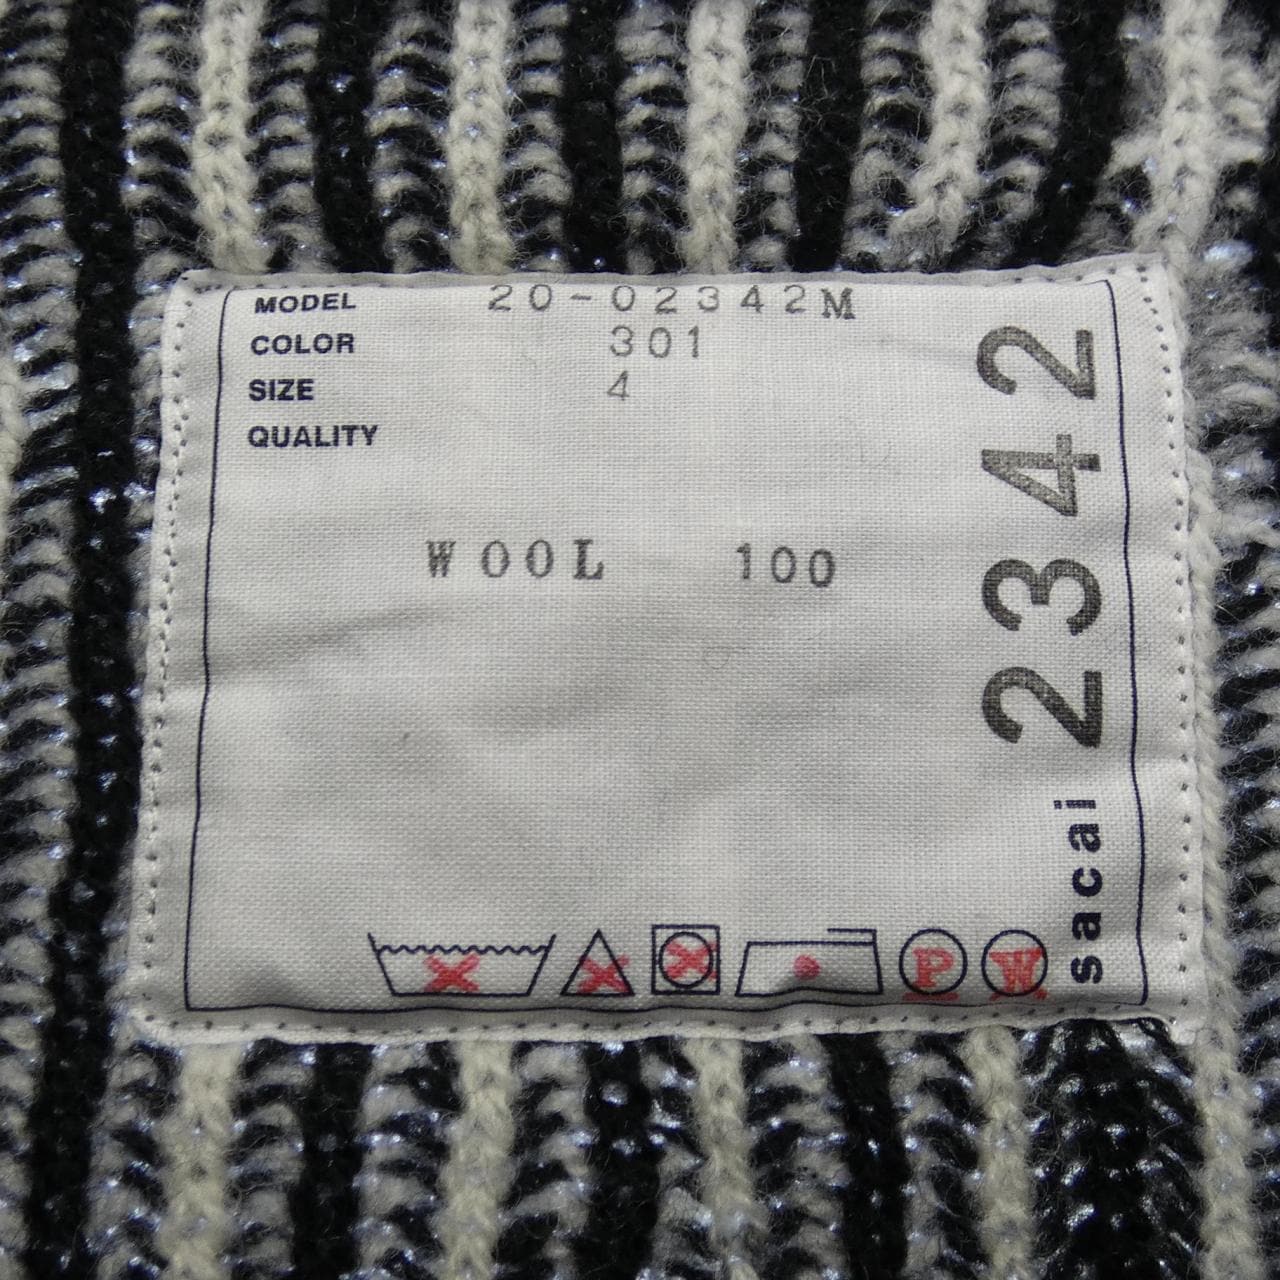 MODEL 20-02342M
COLOR 301
SIZE 4
QUALITY
WOOL 100
P W
sacai 2342